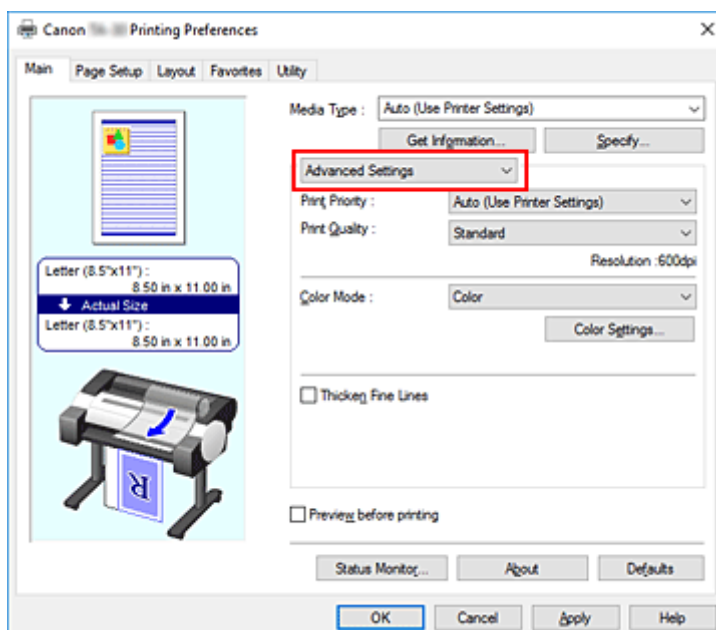 Canon Printing Preferences
Main Page Setup Layout Favorites Utility
Media Type : Auto (Use Printer Settings)
Get Information... Specify...
Advanced Settings
Print Priority : Auto (Use Printer Settings)
Print Quality : Standard
Resolution :600dpi
Letter (8.5"x11") :
8.50 in x 11.00 in
Actual Size
Letter (8.5"x11") :
8.50 in x 11.00 in
Color Mode : Color
Color Settings...
Thicken Fine Lines
R
Preview before printing
Status Monitor... About Defaults
OK Cancel Apply Help